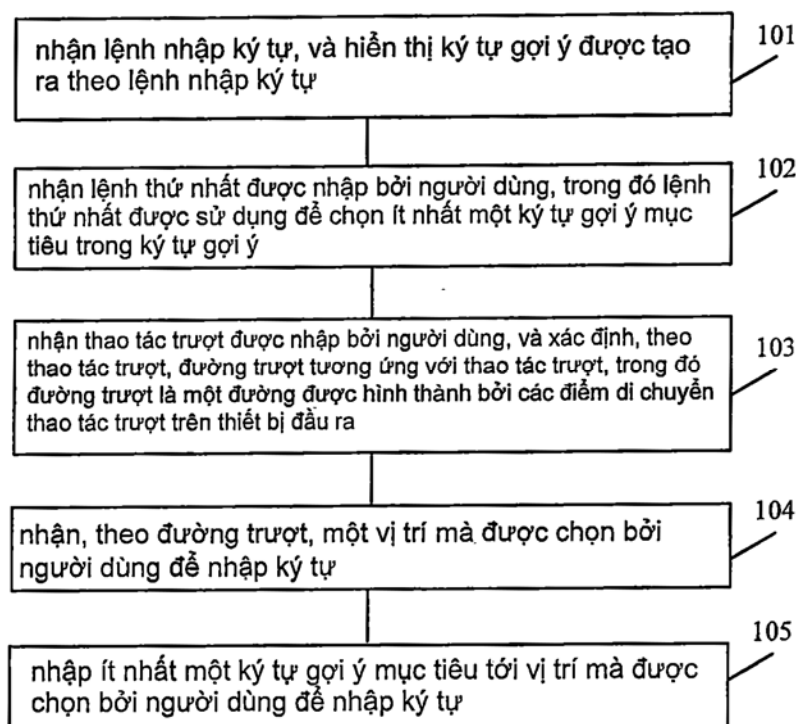 101
nhận lệnh nhập ký tự, và hiển thị ký tự gợi ý được tạo
ra theo lệnh nhập ký tự
102
nhận lệnh thứ nhất được nhập bởi người dùng, trong đó lệnh
thứ nhất được sử dụng để chọn ít nhất một ký tự gợi ý mục
tiêu trong ký tự gợi ý
103
nhận thao tác trượt được nhập bởi người dùng, và xác định, theo
thao tác trượt, đường trượt tương ứng với thao tác trượt, trong đó
đường trượt là một đường được hình thành bởi các điểm di chuyển
thao tác trượt trên thiết bị đầu ra
104
nhận, theo đường trượt, một vị trí mà được chọn bởi
người dùng để nhập ký tự
105
nhập ít nhất một ký tự gợi ý mục tiêu tới vị trí mà được
chọn bởi người dùng để nhập ký tự